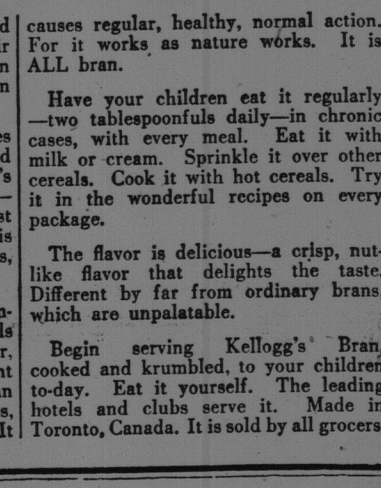 causes regular, healthy, normal action.
For it works as nature works. It is
ALL bran.
Have your children eat it regularly
—two tablespoonfuls daily—in chronic
cases, with every meal. Eat it with
milk or cream. Sprinkle it over other
cereals. Cook it with hot cereals. Try
it in the wonderful recipes on every
package.
The flavor is delicious—a crisp, nut-
like flavor that delights the taste.
Different by far from ordinary brans,
which are unpalatable.
Begin serving Kellogg's Bran,
cooked and krumbled, to your children
to-day. Eat it yourself. The leading
hotels and clubs serve it. Made in
Toronto, Canada. It is sold by all grocers